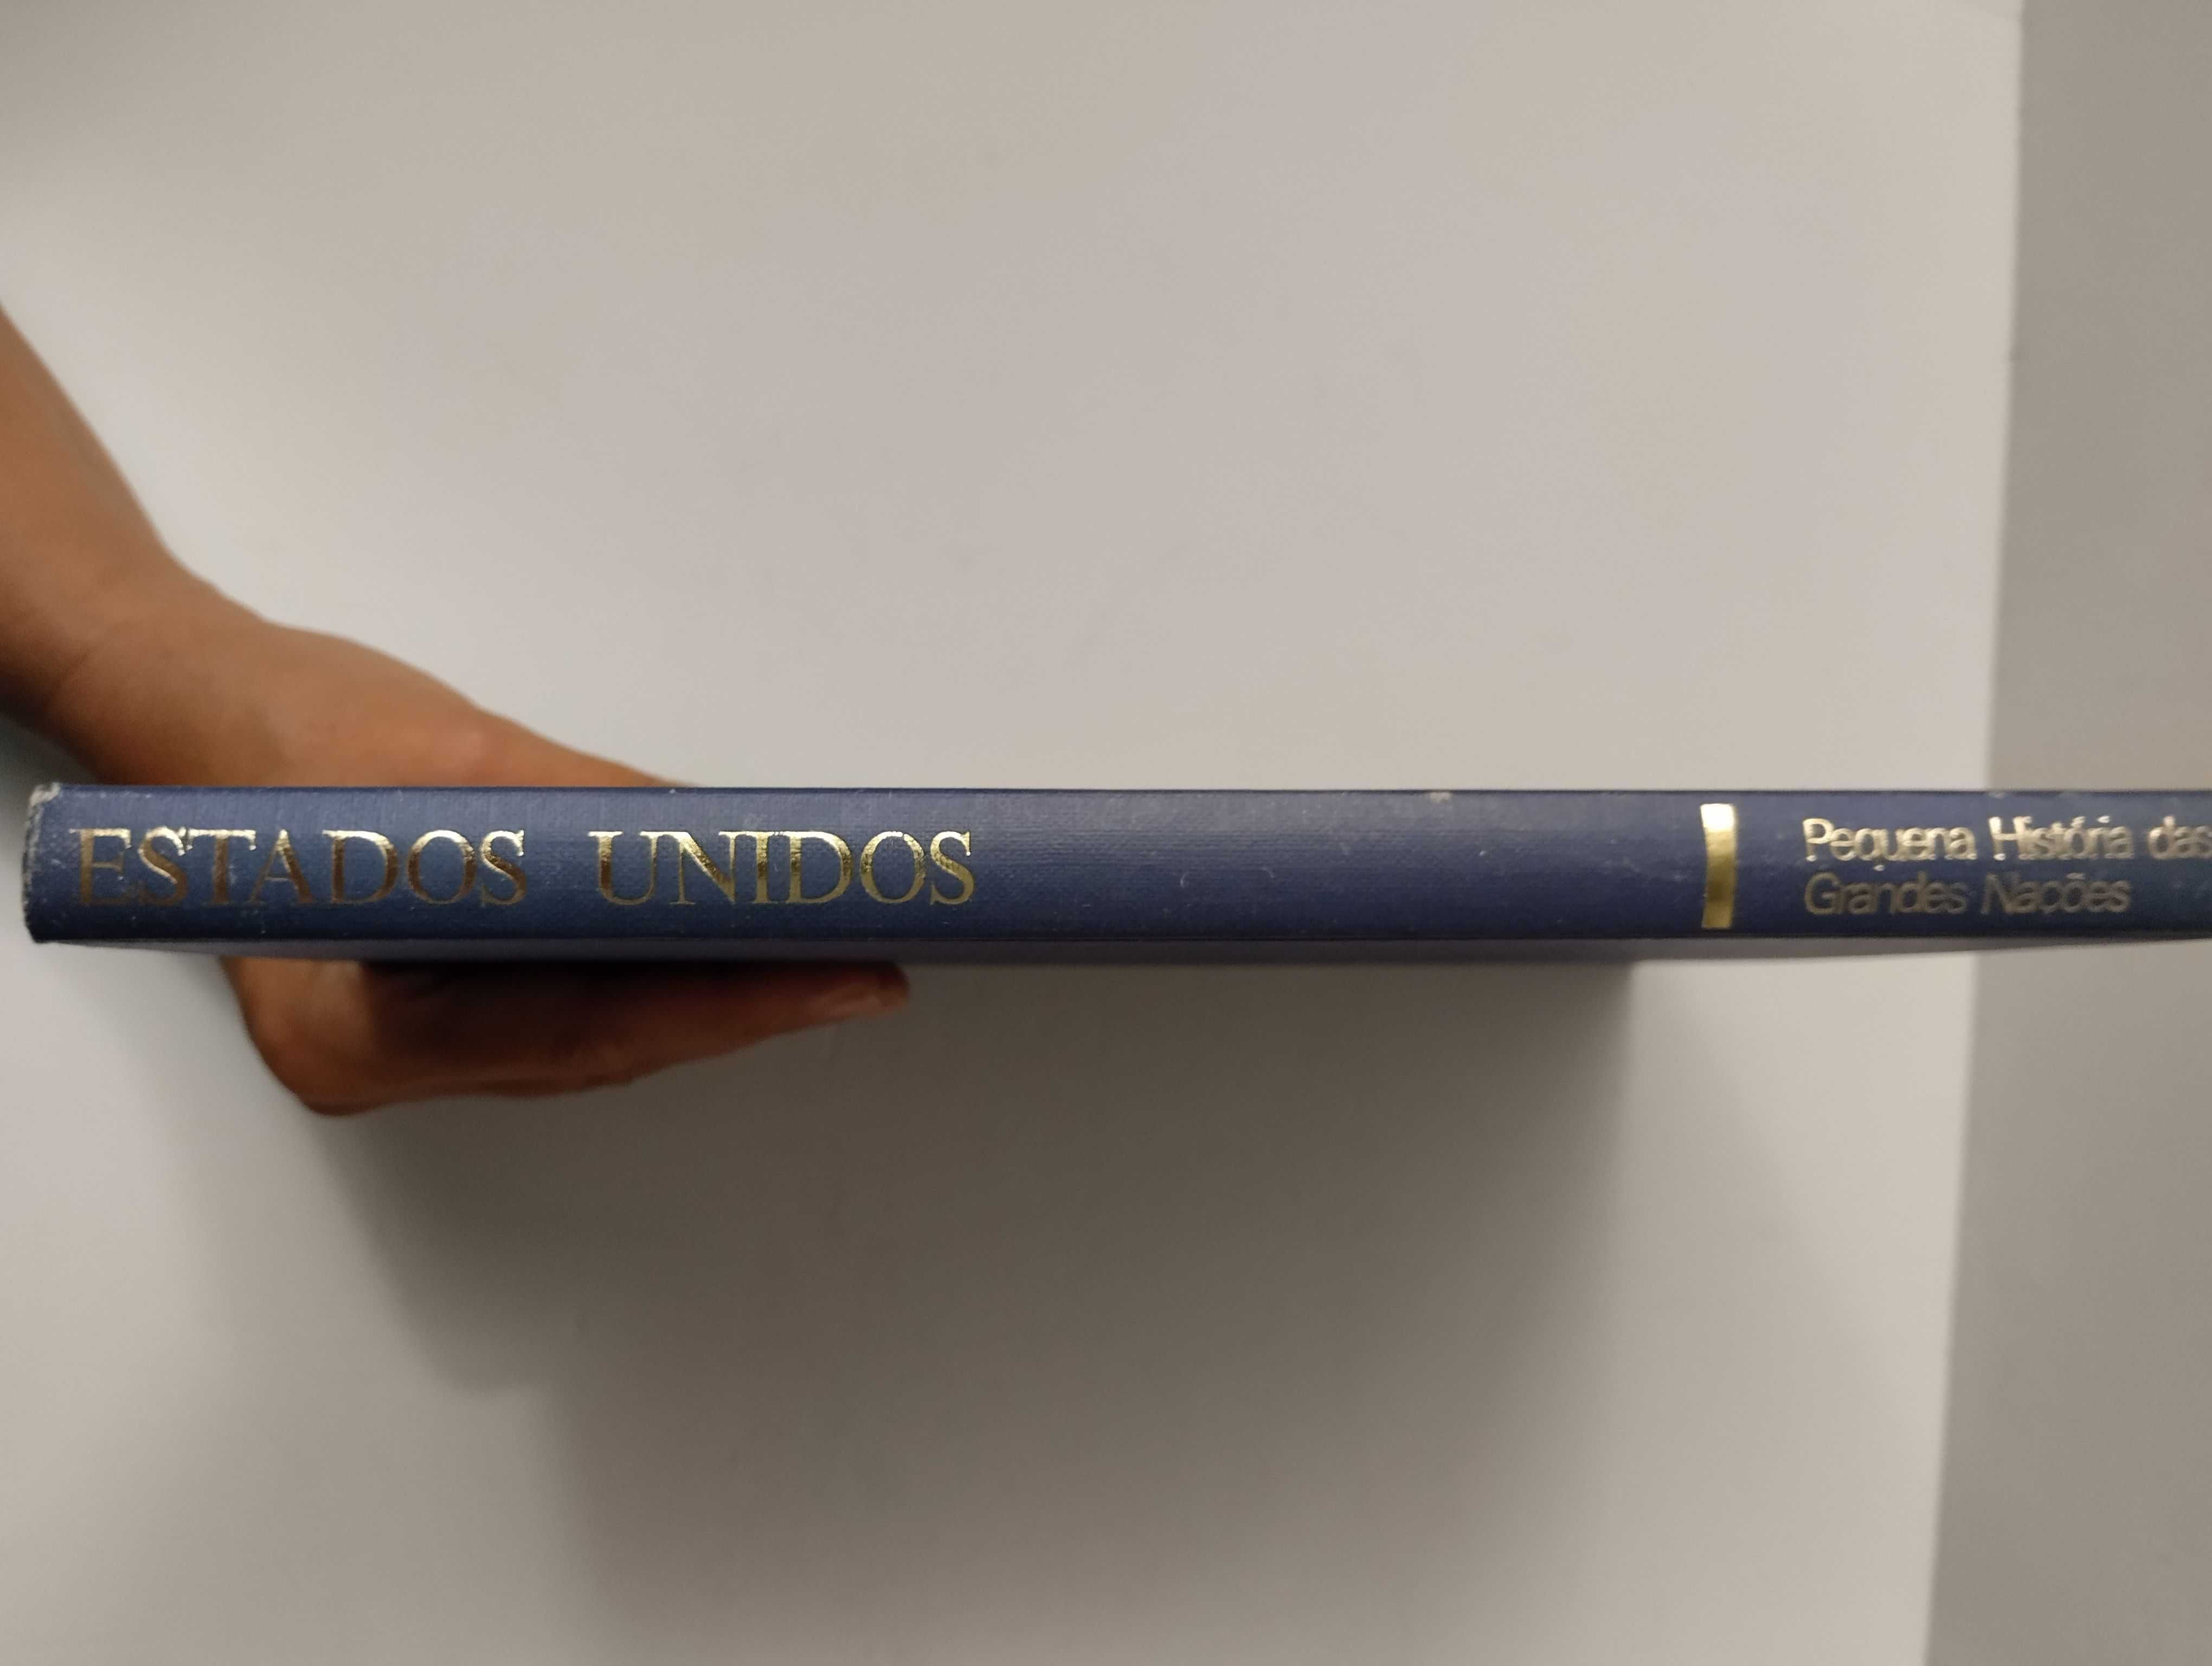 ESTADOS UNIDOS
Pequena História das
Grandes Nações